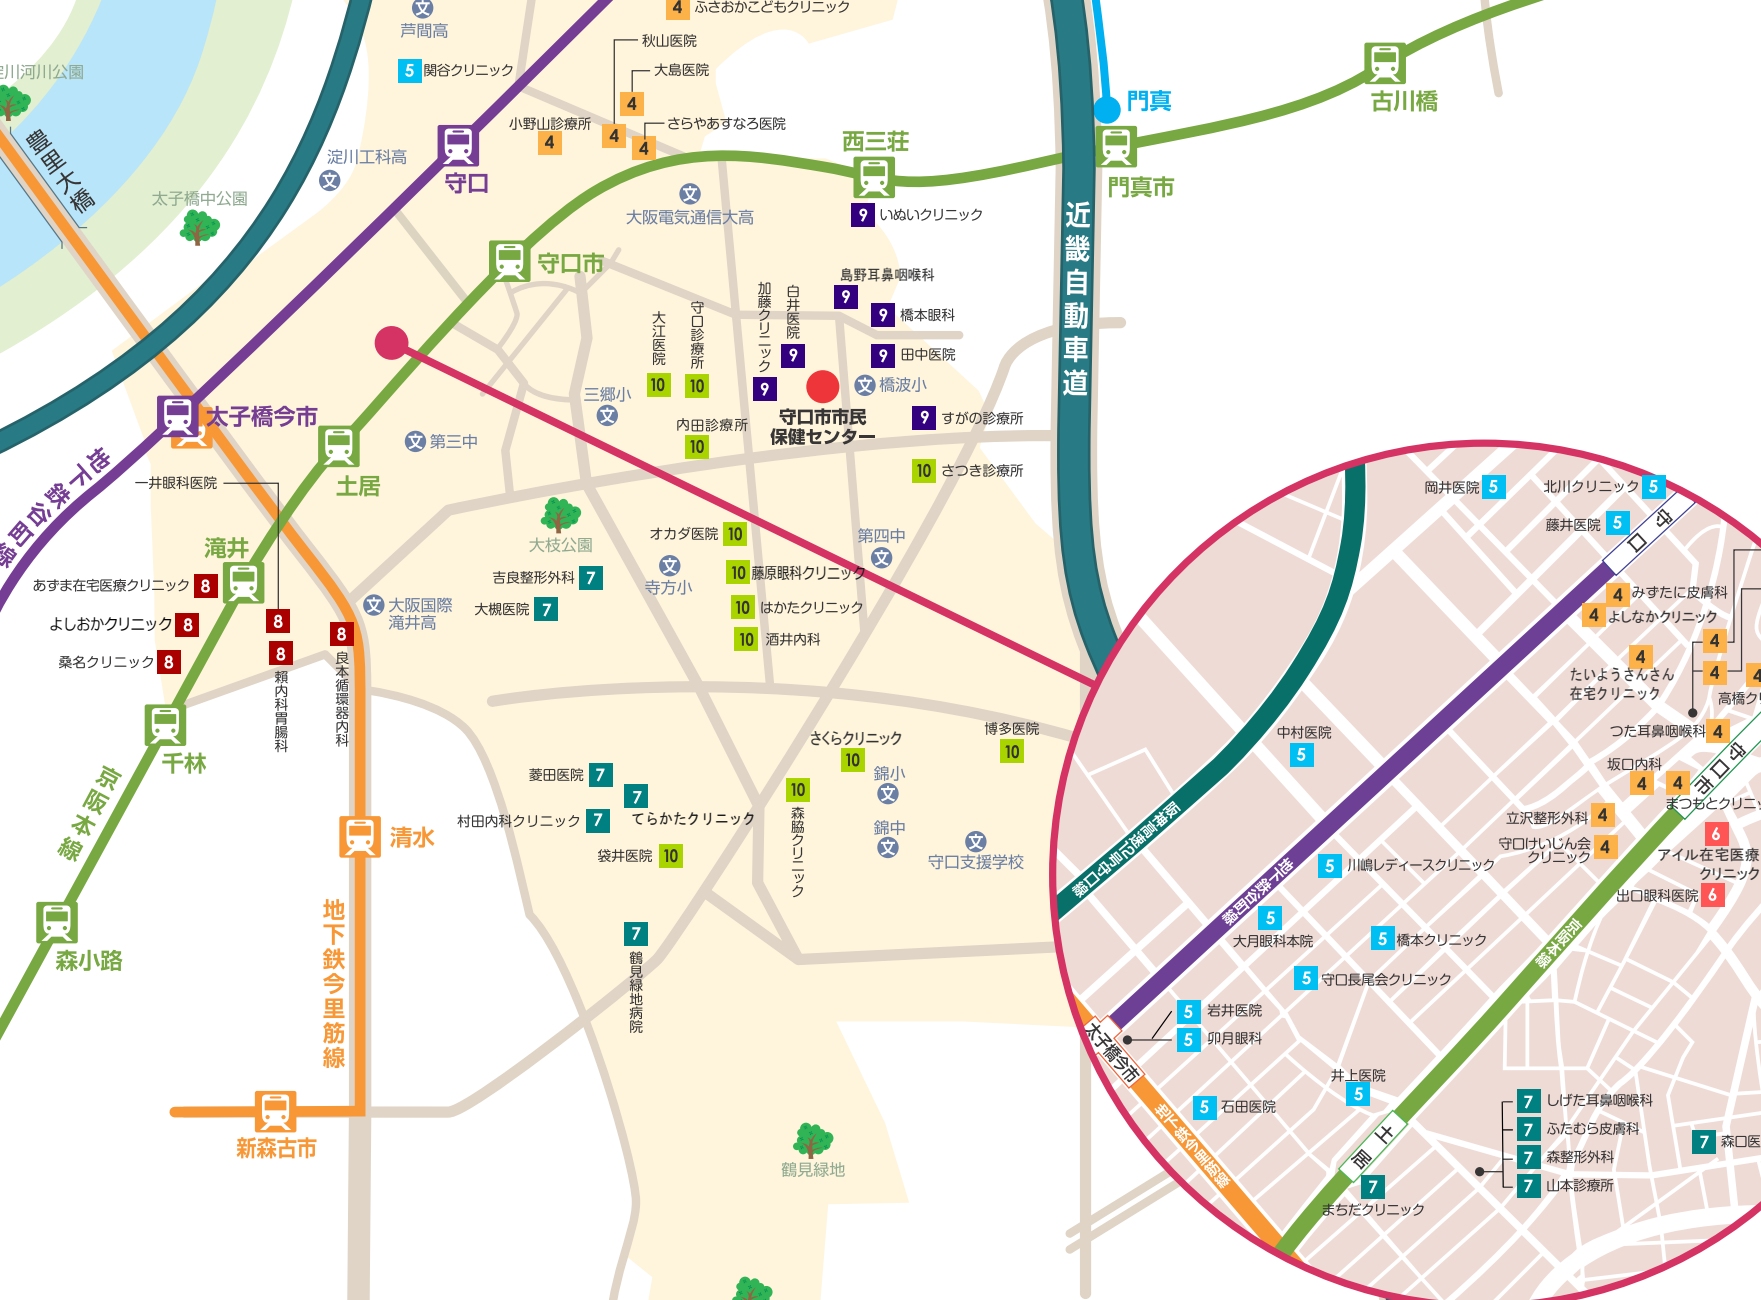 芦間高
4 ふさおかこどもクリニック
秋山医院
5 関谷クリニック
大島医院
4
小野山診療所
4
4
さらやあすなろ医院
4
淀川工科高
守口
西三荘
門真
古川橋
門真市
川河川公園
豊里大橋
太子橋中公園
大阪電気通信大高
9 いぬいクリニック
近畿自動車道
守口市
島野耳鼻咽喉科
9
9 橋本眼科
加藤クリニック
9
白井医院
9
守口診療所
10
大江医院
10
9 田中医院
橋波小
三郷小
守口市市民
保健センター
9 すがの診療所
内田診療所
10
10 さつき診療所
太子橋今市
第三中
土居
一井眼科医院
8
地下鉄谷町線
滝井
あずま在宅医療クリニック 8
よしおかクリニック 8
桑名クリニック 8
8
頼内科胃腸科
8
良本循環器内科
大枝公園
吉良整形外科 7
大槻医院 7
大阪国際
滝井高
オカダ医院 10
寺方小
10 藤原眼科クリニック
10 はかたクリニック
10 酒井内科
第四中
千林
京阪本線
森小路
清水
地下鉄今里筋線
新森古市
さくらクリニック
10
博多医院
10
錦小
錦中
守口支援学校
菱田医院 7
7
てらかたクリニック
村田内科クリニック 7
袋井医院 10
10
森脇クリニック
7
鶴見緑地病院
鶴見緑地
岡井医院 5
北川クリニック 5
藤井医院 5
守口
4 みずたに皮膚科
4 よしなかクリニック
4
4
4
たいようさんさん
在宅クリニック
4
高橋クリ
つた耳鼻咽喉科 4
守口市
坂口内科
4
4
まつもとクリニッ
中村医院
5
立沢整形外科 4
守口けいじん会
クリニック
4
6
アイル在宅医療
クリニック
出口眼科医院 6
阪神高速12号守口線
地下鉄谷町線
京阪本線
5 川嶋レディースクリニック
5
大月眼科本院
5 橋本クリニック
5 守口長尾会クリニック
5 岩井医院
5 卯月眼科
太子橋今市
井上医院
5
5 石田医院
地下鉄今里筋線
土居
7
まちだクリニック
7 しげた耳鼻咽喉科
7 ふたむら皮膚科
7 森整形外科
7 山本診療所
7 森口医